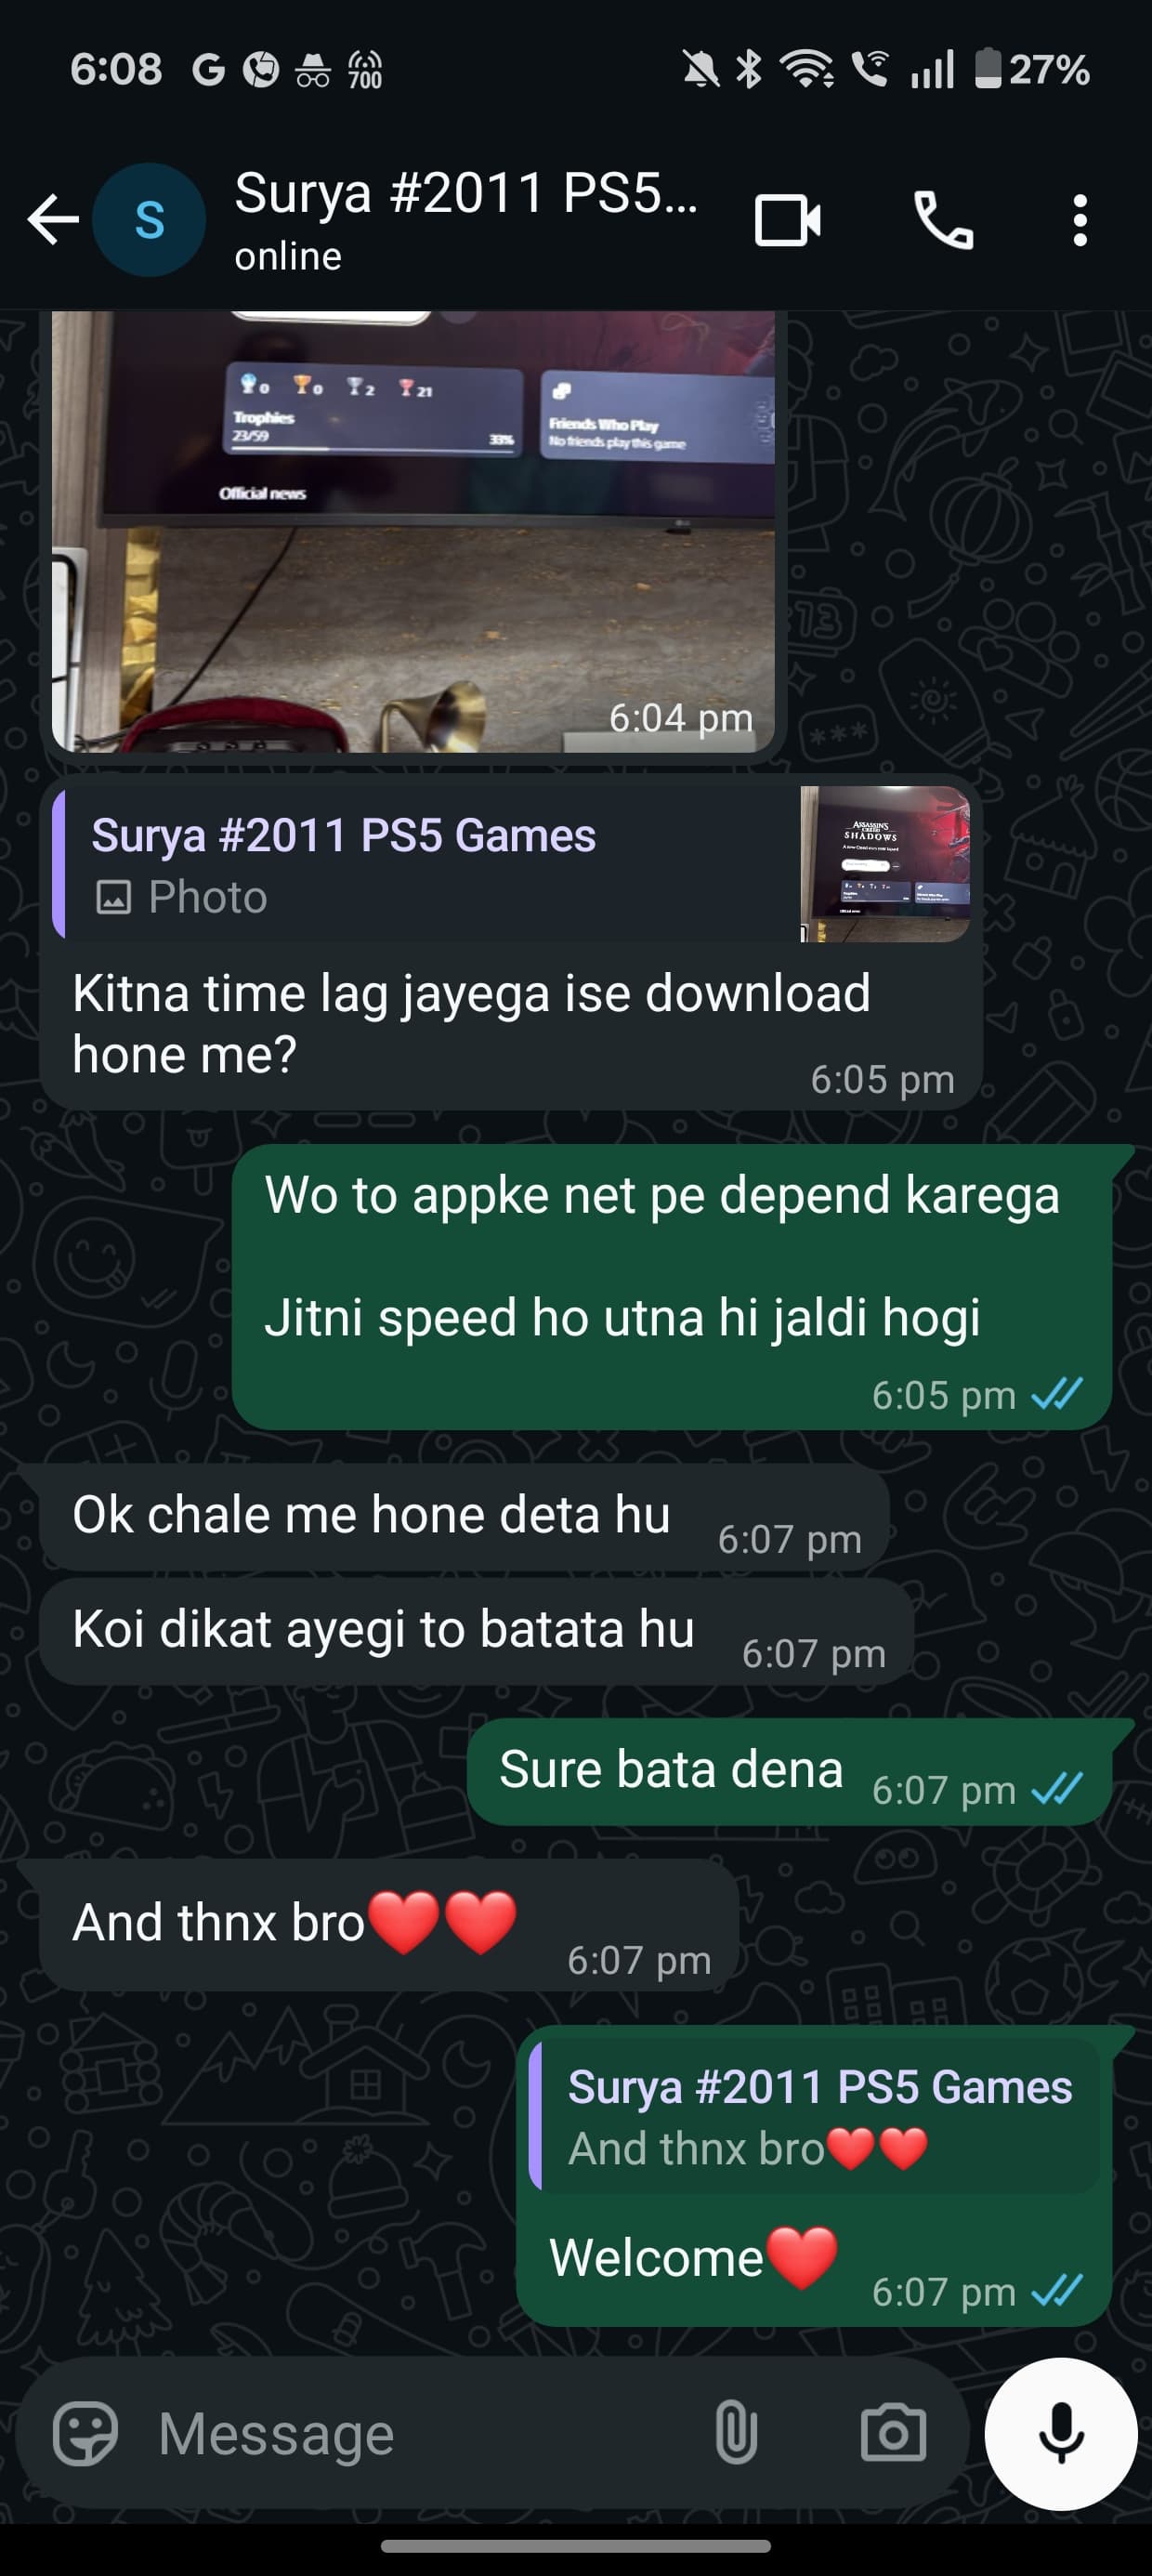 6:08 G 700 27%
S Surya #2011 PS5...
online
0 0 2 21
Trophies
23/59 33%
Friends Who Play
No friends play this game
Official news
6:04 pm
Surya #2011 PS5 Games
Photo
ASSASSIN'S
CREED
SHADOWS
Kitna time lag jayega ise download
hone me?
6:05 pm
Wo to appke net pe depend karega
Jitni speed ho utna hi jaldi hogi
6:05 pm
Ok chale me hone deta hu 6:07 pm
Koi dikat ayegi to batata hu 6:07 pm
Sure bata dena 6:07 pm
And thnx bro❤️❤️ 6:07 pm
Surya #2011 PS5 Games
And thnx bro❤️❤️
Welcome❤️ 6:07 pm
Message